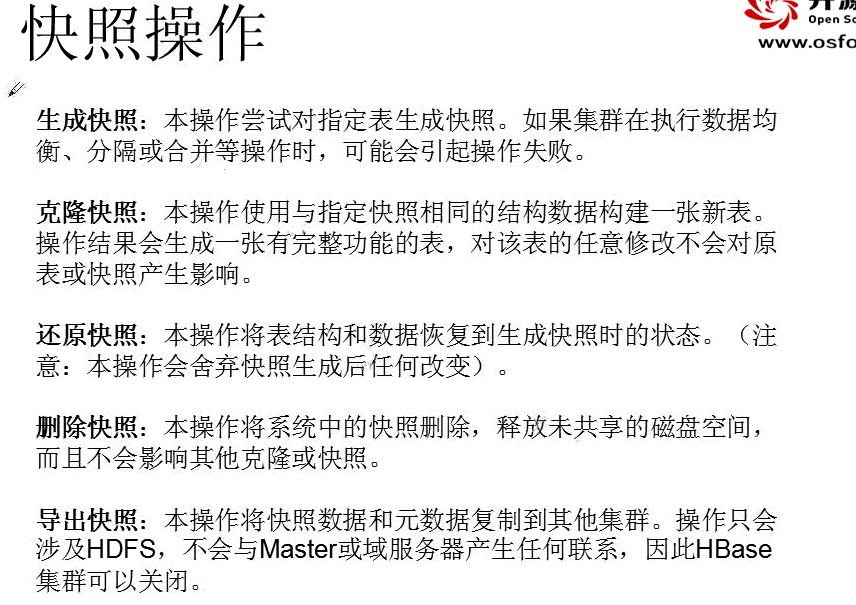 快照操作
Open Sc
www.osfo
生成快照：本操作尝试对指定表生成快照。如果集群在执行数据均
衡、分隔或合并等操作时，可能会引起操作失败。
克隆快照：本操作使用与指定快照相同的结构数据构建一张新表。
操作结果会生成一张有完整功能的表，对该表的任意修改不会对原
表或快照产生影响。
还原快照：本操作将表结构和数据恢复到生成快照时的状态。（注
意：本操作会舍弃快照生成后任何改变）。
删除快照：本操作将系统中的快照删除，释放未共享的磁盘空间，
而且不会影响其他克隆或快照。
导出快照：本操作将快照数据和元数据复制到其他集群。操作只会
涉及HDFS，不会与Master或域服务器产生任何联系，因此HBase
集群可以关闭。